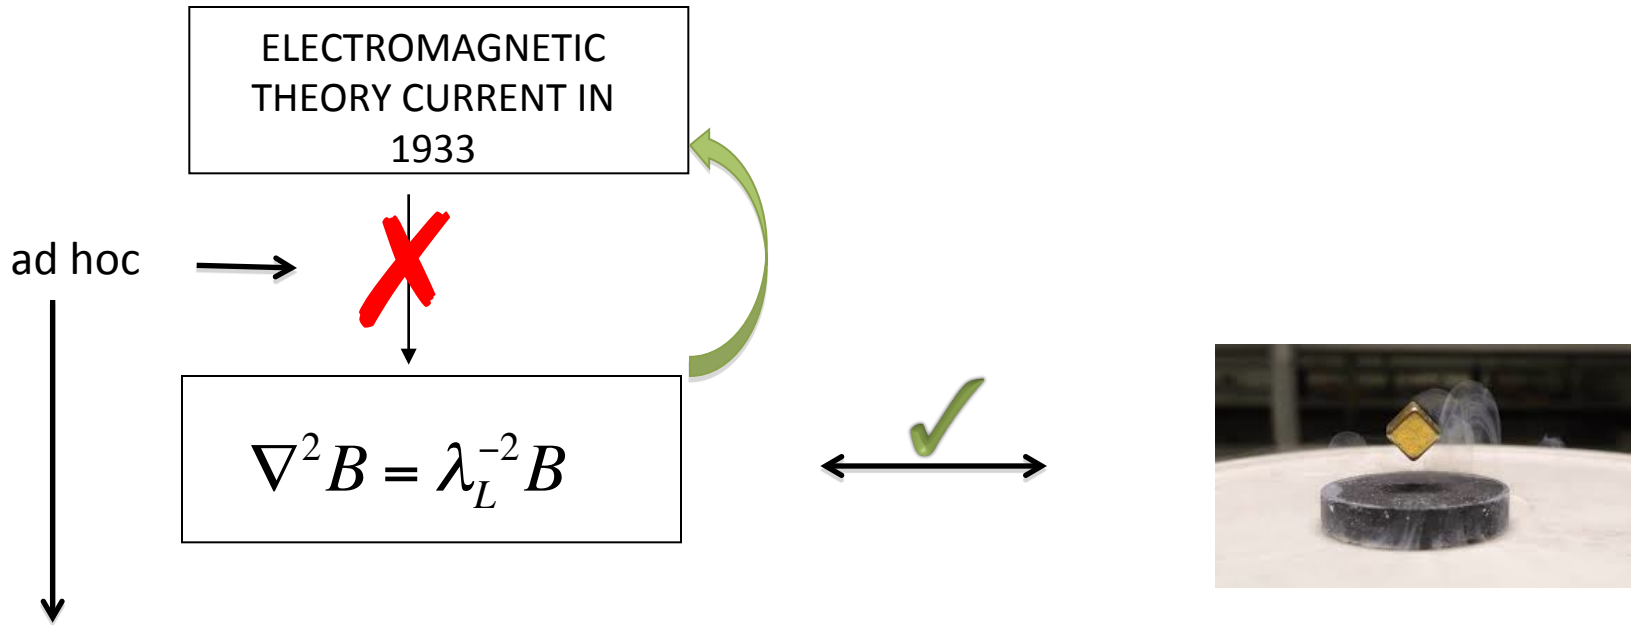 ELECTROMAGNETIC
THEORY CURRENT IN
1933
ad hoc
∇²B = λ_L⁻²B